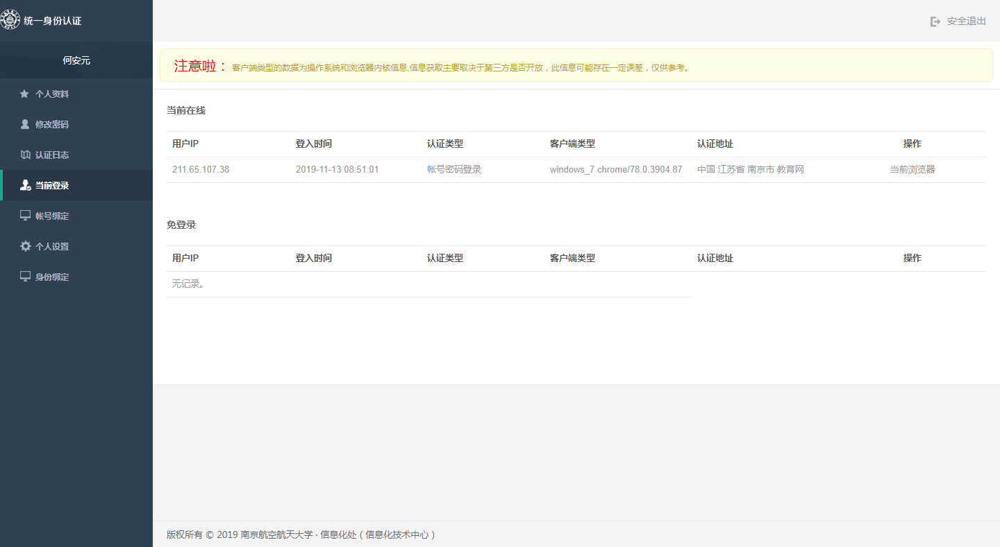 统一身份认证
安全退出
何安元
个人资料
修改密码
认证日志
当前登录
帐号绑定
个人设置
身份绑定
注意啦： 客户端类型的数据为操作系统和浏览器内核信息,信息获取主要取决于第三方是否开放，此信息可能存在一定误差，仅供参考。
当前在线
用户IP 登入时间 认证类型 客户端类型 认证地址 操作
211.65.107.38 2019-11-13 08:51:01 帐号密码登录 windows_7 chrome/78.0.3904.87 中国 江苏省 南京市 教育网 当前浏览器
免登录
用户IP 登入时间 认证类型 客户端类型 认证地址 操作
无记录。
版权所有 © 2019 南京航空航天大学 · 信息化处 ( 信息化技术中心 )